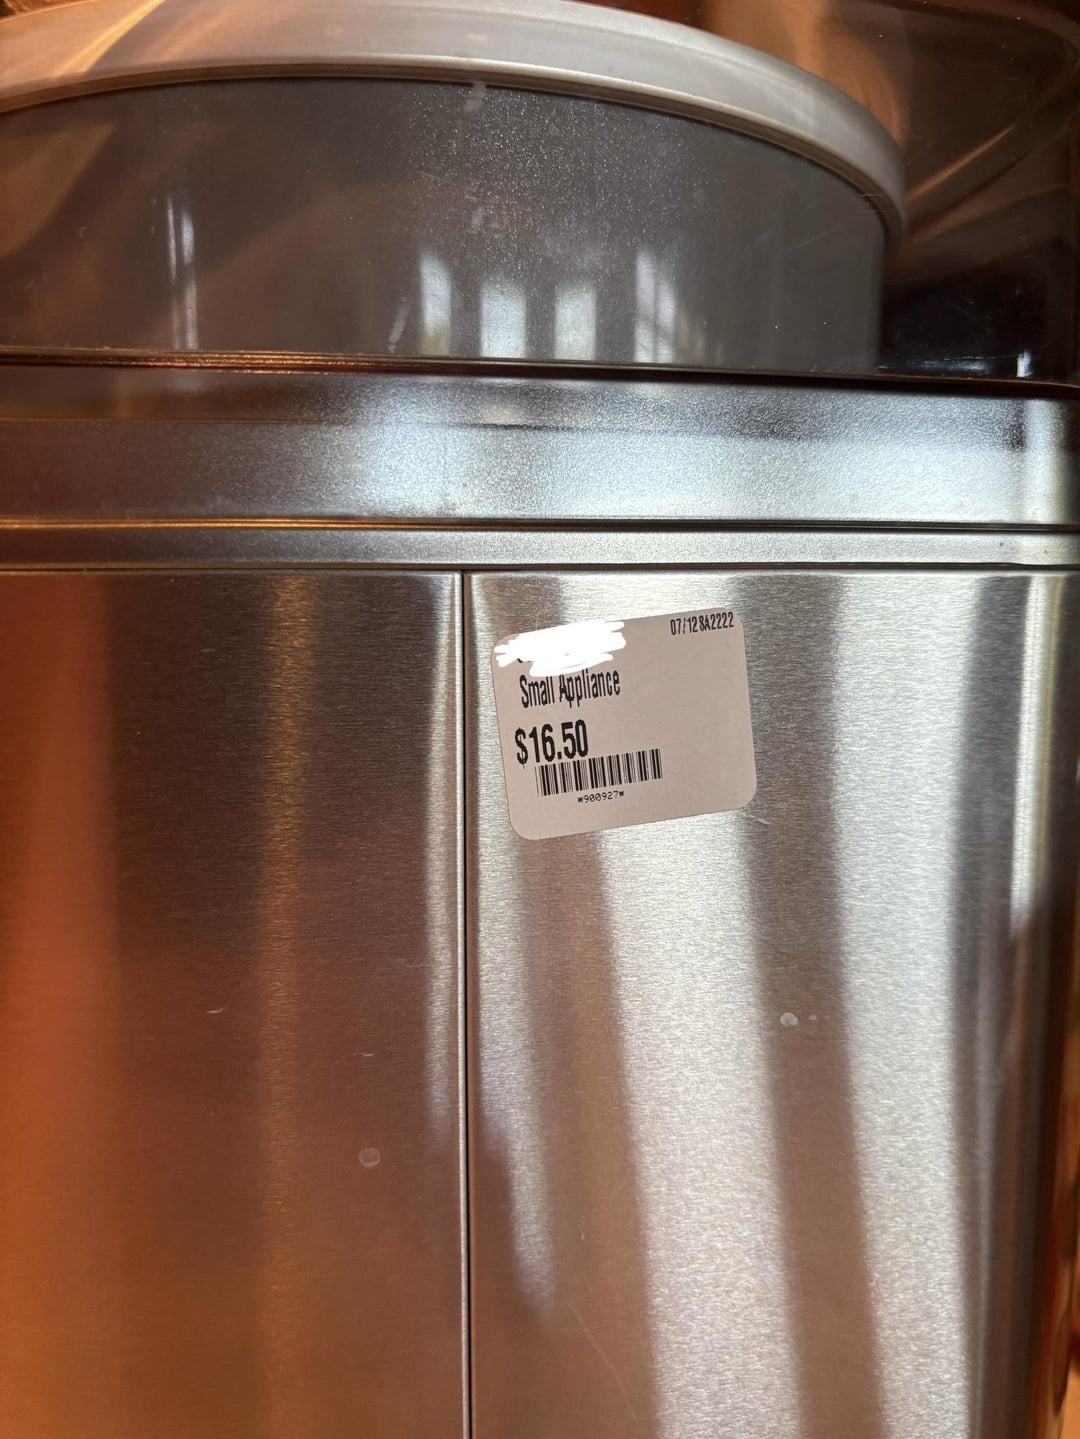 07/12 8A2222
Small Appliance
$16.50
*900927*